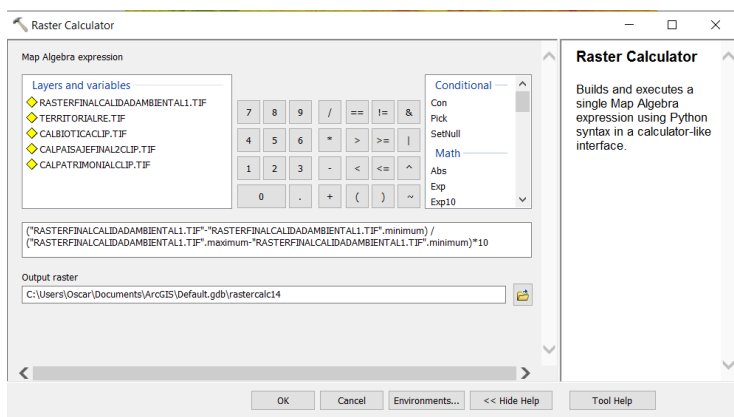 Raster Calculator
Map Algebra expression
Layers and variables
RASTERFINALCALIDADAMBIENTAL1.TIF
TERRITORIALRE.TIF
CALBIOTICACLIP.TIF
CALPAISAJEFINAL2CLIP.TIF
CALPATRIMONIALCLIP.TIF
7 8 9 / == != &
4 5 6 * > >= |
1 2 3 - < <= ^
0 . + ( ) ~
Conditional
Con
Pick
SetNull
Math
Abs
Exp
Exp10
("RASTERFINALCALIDADAMBIENTAL1.TIF"-"RASTERFINALCALIDADAMBIENTAL1.TIF".minimum) /
("RASTERFINALCALIDADAMBIENTAL1.TIF".maximum-"RASTERFINALCALIDADAMBIENTAL1.TIF".minimum)*10
Output raster
C:\Users\Oscar\Documents\ArcGIS\Default.gdb\rastercalc14
OK Cancel Environments... << Hide Help Tool Help
Raster Calculator
Builds and executes a
single Map Algebra
expression using Python
syntax in a calculator-like
interface.